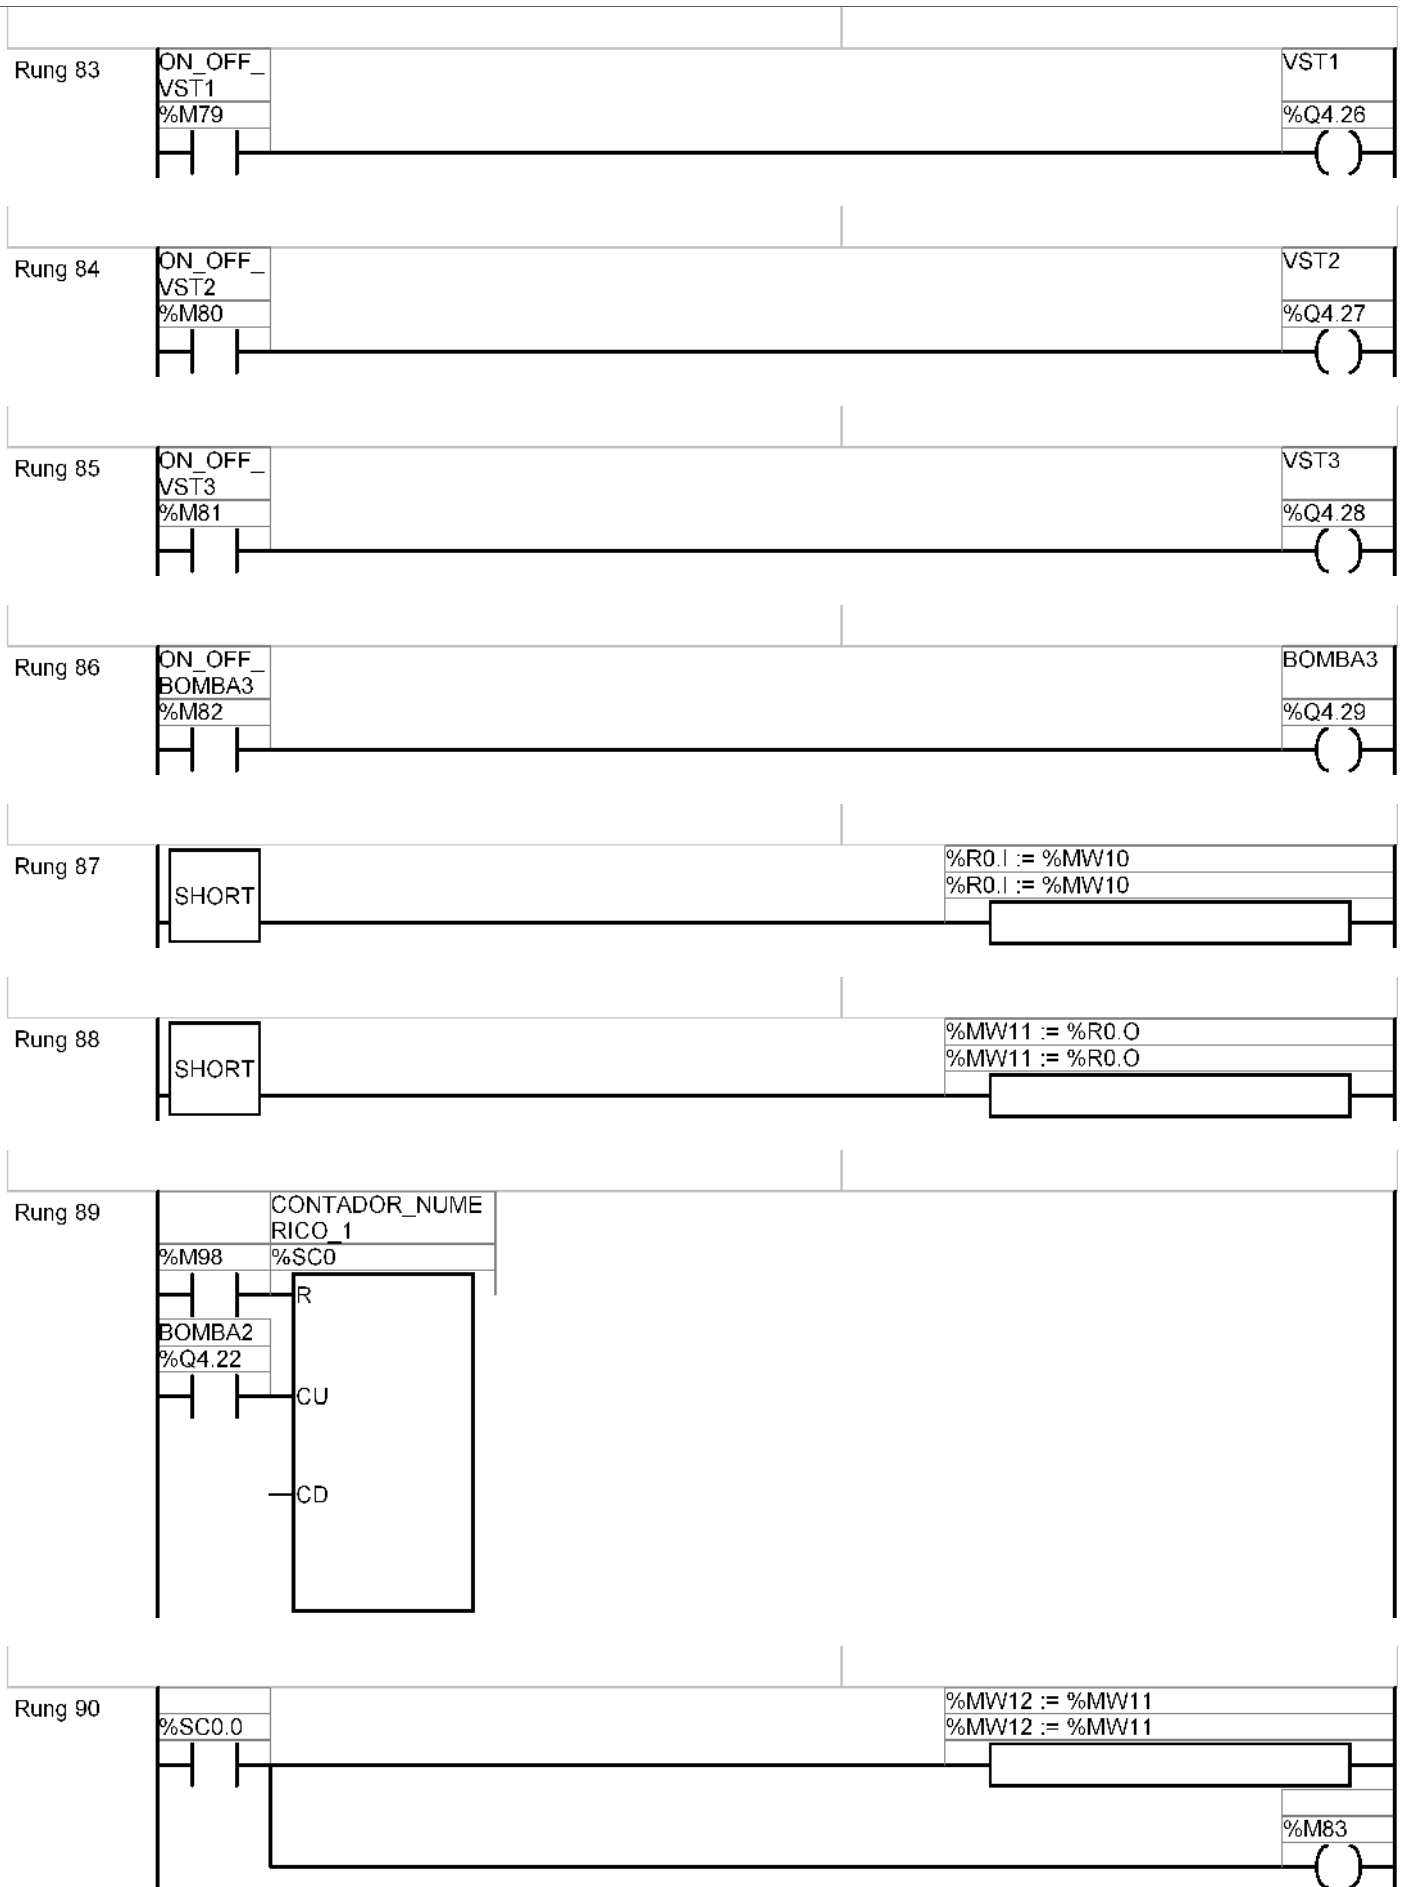 Rung 83
ON_OFF_
VST1
%M79
VST1
%Q4.26
Rung 84
ON_OFF_
VST2
%M80
VST2
%Q4.27
Rung 85
ON_OFF_
VST3
%M81
VST3
%Q4.28
Rung 86
ON_OFF_
BOMBA3
%M82
BOMBA3
%Q4.29
Rung 87
SHORT
%R0.I := %MW10
%R0.I := %MW10
Rung 88
SHORT
%MW11 := %R0.O
%MW11 := %R0.O
Rung 89
CONTADOR_NUME
RICO_1
%M98
%SC0
R
BOMBA2
%Q4.22
CU
CD
Rung 90
%SC0.0
%MW12 := %MW11
%MW12 := %MW11
%M83